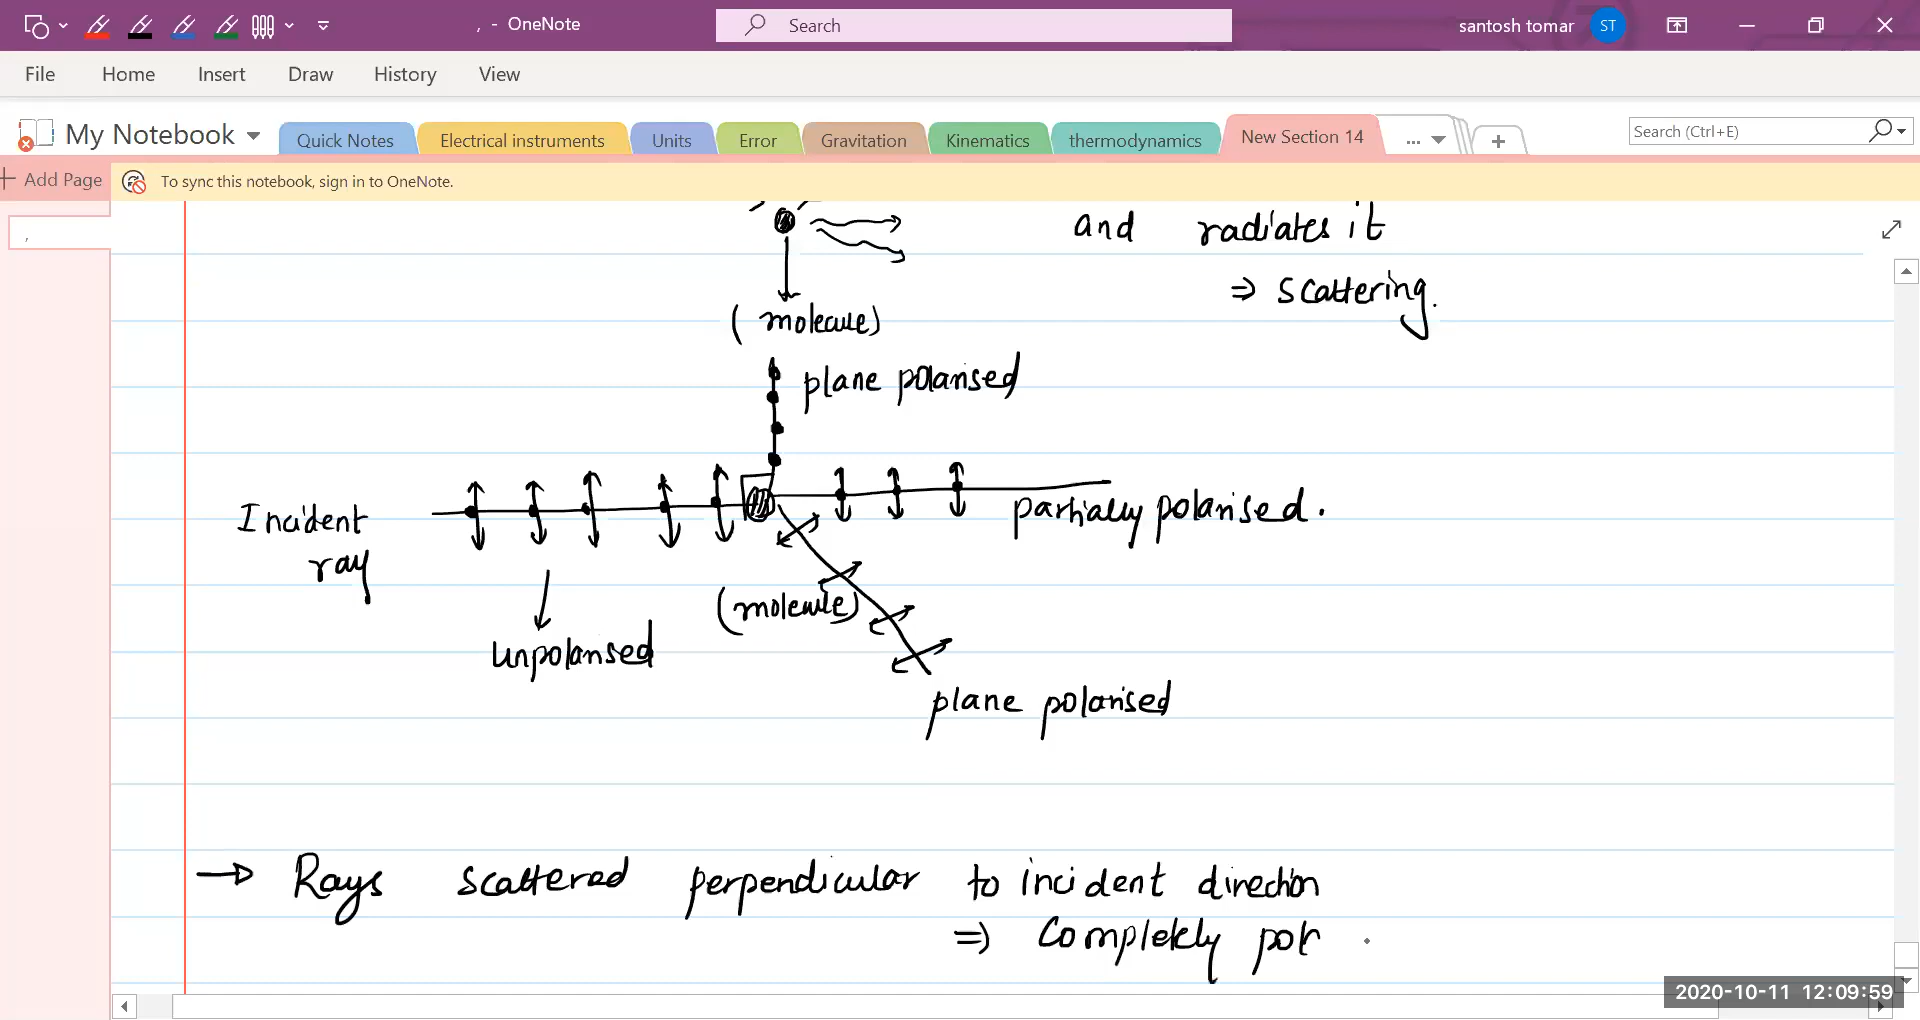 , - OneNote
Search
santosh tomar
ST
File Home Insert Draw History View
My Notebook
Quick Notes
Electrical instruments
Units
Error
Gravitation
Kinematics
thermodynamics
New Section 14
...
Search (Ctrl+E)
Add Page
To sync this notebook, sign in to OneNote.
,
and radiates it
⇒ scattering.
(molecule)
plane polarised
Incident
ray
partially polarised.
(molecule)
unpolarised
plane polarised
→ Rays scattered perpendicular to incident direction
⇒ Completely pol
2020-10-11 12:09:59